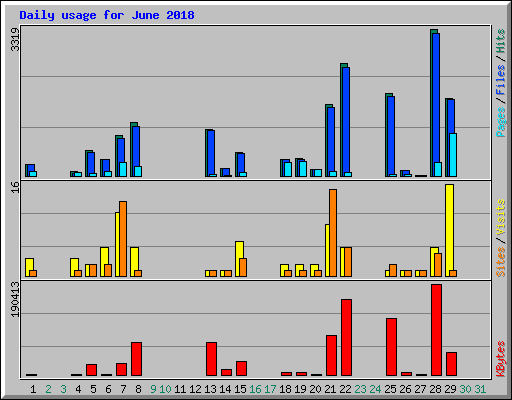 Daily usage for June 2018
3319
Pages / Files / Hits
16
Sites / Visits
190413
KBytes
1 2 3 4 5 6 7 8 9 10 11 12 13 14 15 16 17 18 19 20 21 22 23 24 25 26 27 28 29 30 31